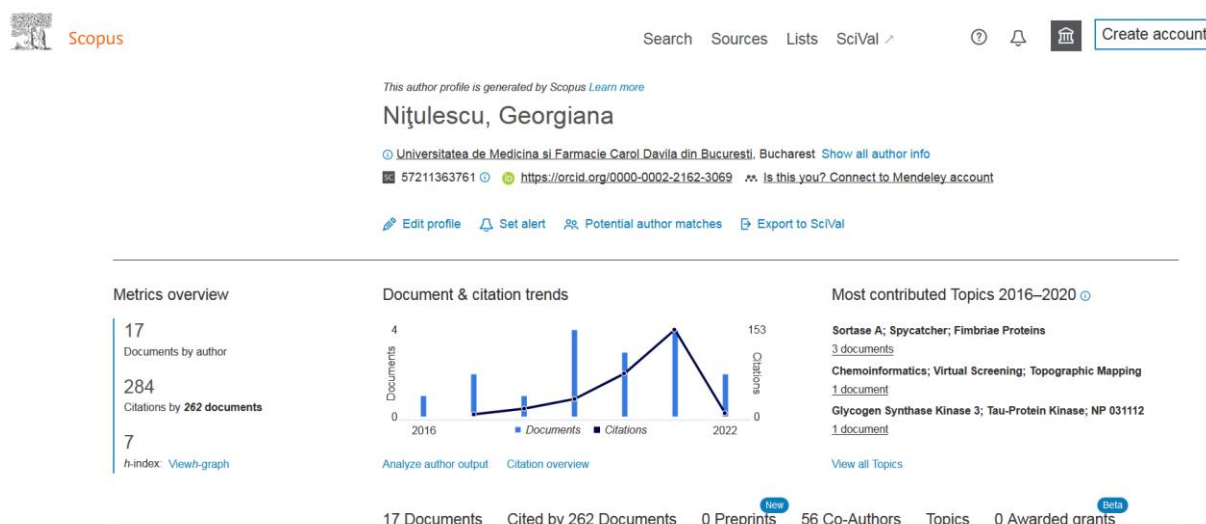 Scopus
Search Sources Lists SciVal ↗
Create account
This author profile is generated by Scopus Learn more
Niţulescu, Georgiana
Universitatea de Medicina si Farmacie Carol Davila din Bucuresti, Bucharest Show all author info
SC 57211363761 iD https://orcid.org/0000-0002-2162-3069 Is this you? Connect to Mendeley account
Edit profile Set alert Potential author matches Export to SciVal
Metrics overview
17
Documents by author
284
Citations by 262 documents
7
h-index: View h-graph
Document & citation trends
4
153
Documents
Citations
0
0
2016
Documents Citations
2022
Analyze author output Citation overview
Most contributed Topics 2016–2020
Sortase A; Spycatcher; Fimbriae Proteins
3 documents
Chemoinformatics; Virtual Screening; Topographic Mapping
1 document
Glycogen Synthase Kinase 3; Tau-Protein Kinase; NP 031112
1 document
View all Topics
New
Beta
17 Documents Cited by 262 Documents 0 Preprints 56 Co-Authors Topics 0 Awarded grants